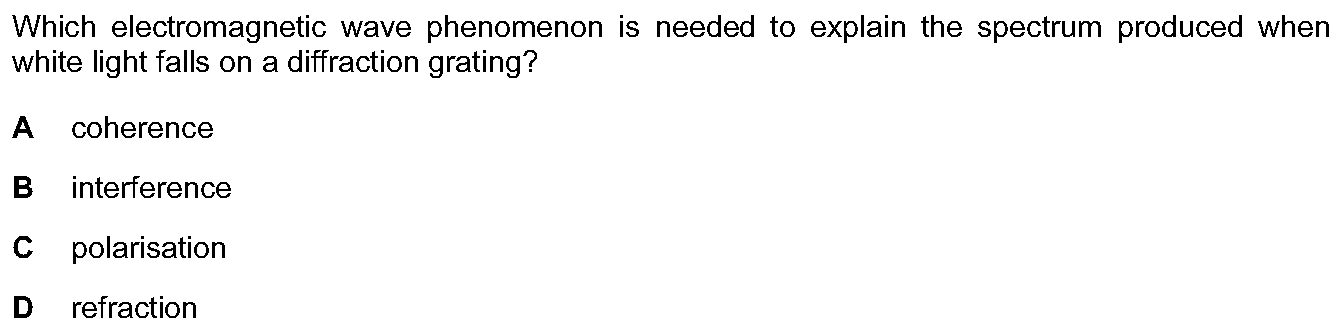 Which electromagnetic wave phenomenon is needed to explain the spectrum produced when
white light falls on a diffraction grating?
A coherence
B interference
C polarisation
D refraction